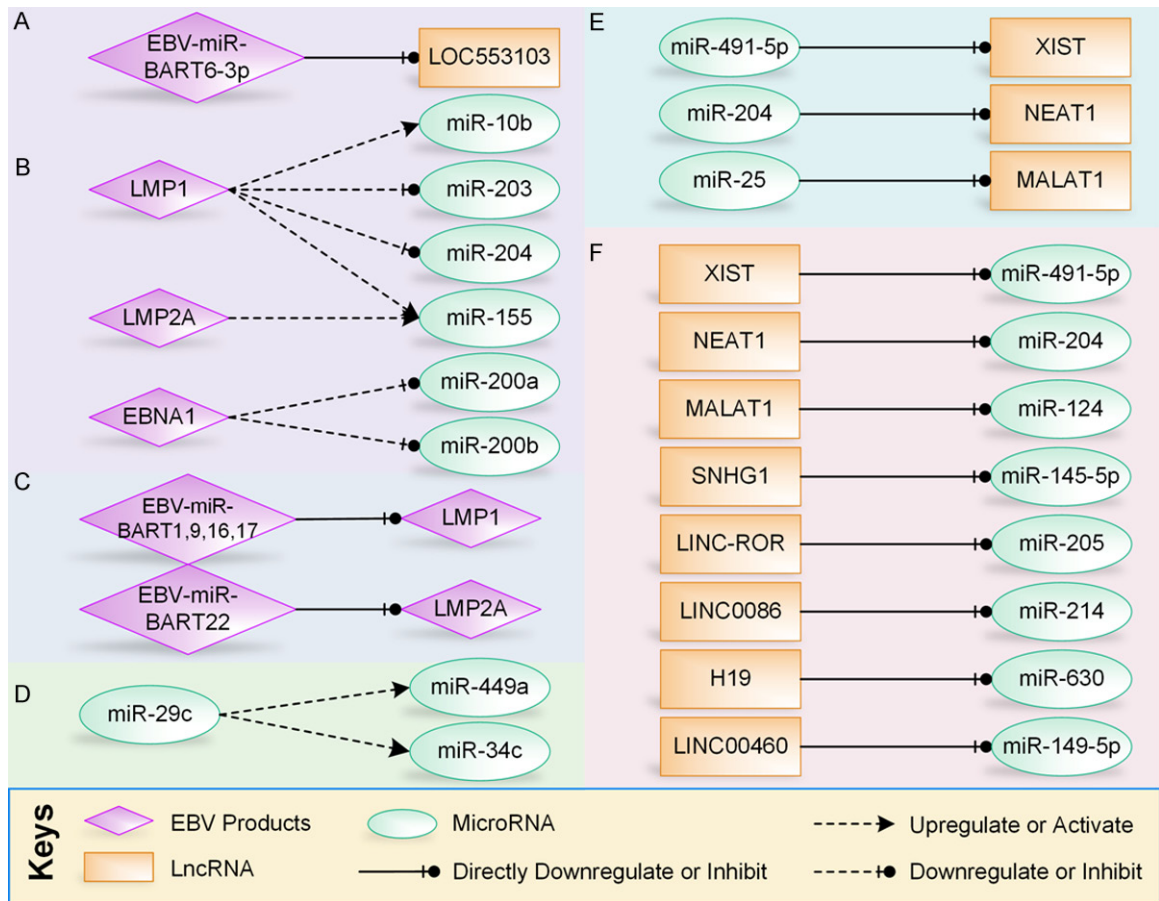 A
EBV-miR-
BART6-3p
LOC553103
B
LMP1
miR-10b
miR-203
miR-204
LMP2A
miR-155
EBNA1
miR-200a
miR-200b
C
EBV-miR-
BART1,9,16,17
LMP1
EBV-miR-
BART22
LMP2A
D
miR-29c
miR-449a
miR-34c
E
miR-491-5p
XIST
miR-204
NEAT1
miR-25
MALAT1
F
XIST
miR-491-5p
NEAT1
miR-204
MALAT1
miR-124
SNHG1
miR-145-5p
LINC-ROR
miR-205
LINC0086
miR-214
H19
miR-630
LINC00460
miR-149-5p
Keys
EBV Products
MicroRNA
Upregulate or Activate
LncRNA
Directly Downregulate or Inhibit
Downregulate or Inhibit